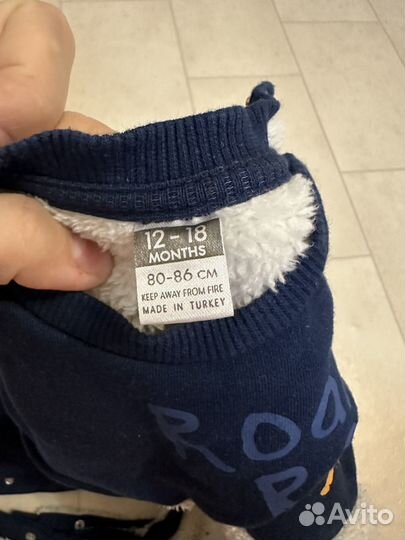 12 - 18
MONTHS
80-86 CM
KEEP AWAY FROM FIRE
MADE IN TURKEY
Avito